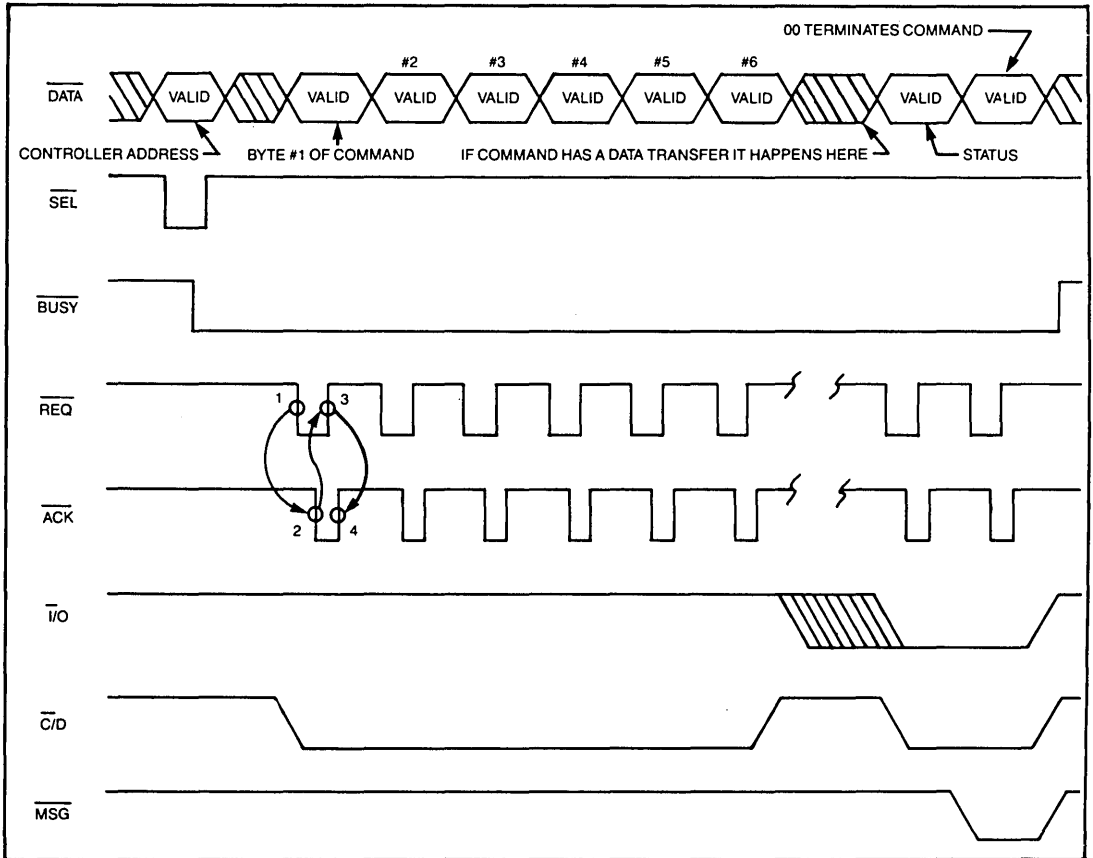 00 TERMINATES COMMAND
#2 #3 #4 #5 #6
DATA VALID VALID VALID VALID VALID VALID VALID VALID VALID
CONTROLLER ADDRESS BYTE #1 OF COMMAND IF COMMAND HAS A DATA TRANSFER IT HAPPENS HERE STATUS
SEL
BUSY
REQ 1 3
ACK 2 4
I/O
C/D
MSG